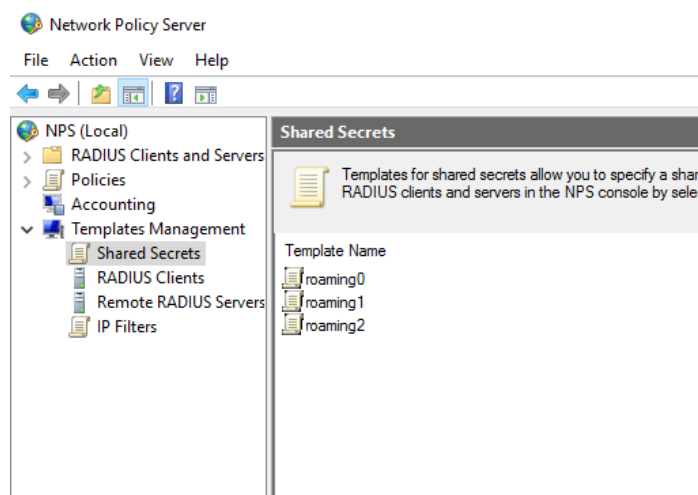 Network Policy Server
File Action View Help
NPS (Local)
RADIUS Clients and Servers
Policies
Accounting
Templates Management
Shared Secrets
RADIUS Clients
Remote RADIUS Servers
IP Filters
Shared Secrets
Templates for shared secrets allow you to specify a shar
RADIUS clients and servers in the NPS console by sele
Template Name
roaming0
roaming1
roaming2